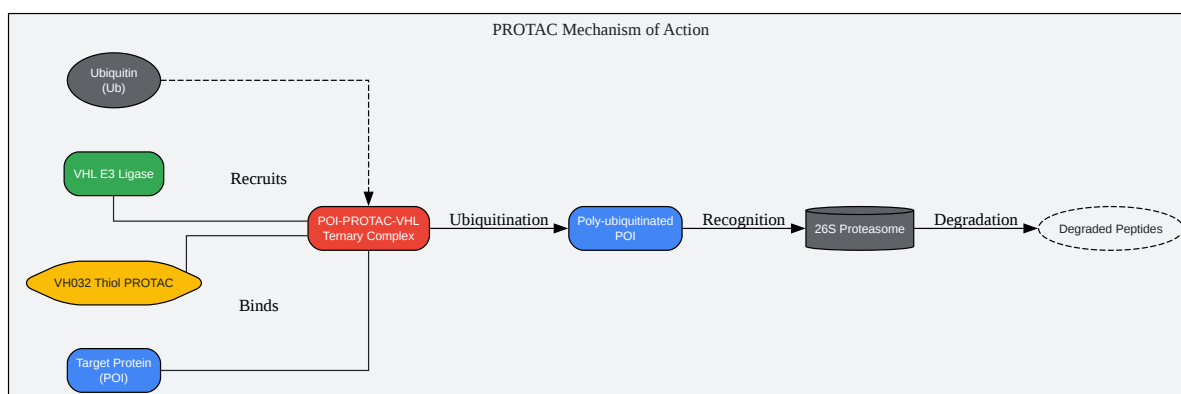 PROTAC Mechanism of Action
Ubiquitin
(Ub)
VHL E3 Ligase
Recruits
POI-PROTAC-VHL
Ternary Complex
Ubiquitination
Poly-ubiquitinated
POI
Recognition
26S Proteasome
Degradation
Degraded Peptides
VH032 Thiol PROTAC
Binds
Target Protein
(POI)